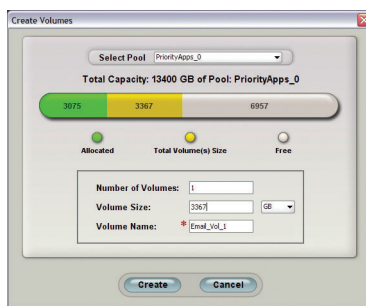 Create Volumes
Select Pool PriorityApps_0
Total Capacity: 13400 GB of Pool: PriorityApps_0
3075 3367 6957
Allocated Total Volume(s) Size Free
Number of Volumes: 1
Volume Size: 3367 GB
Volume Name: * Email_Vol_1
Create Cancel